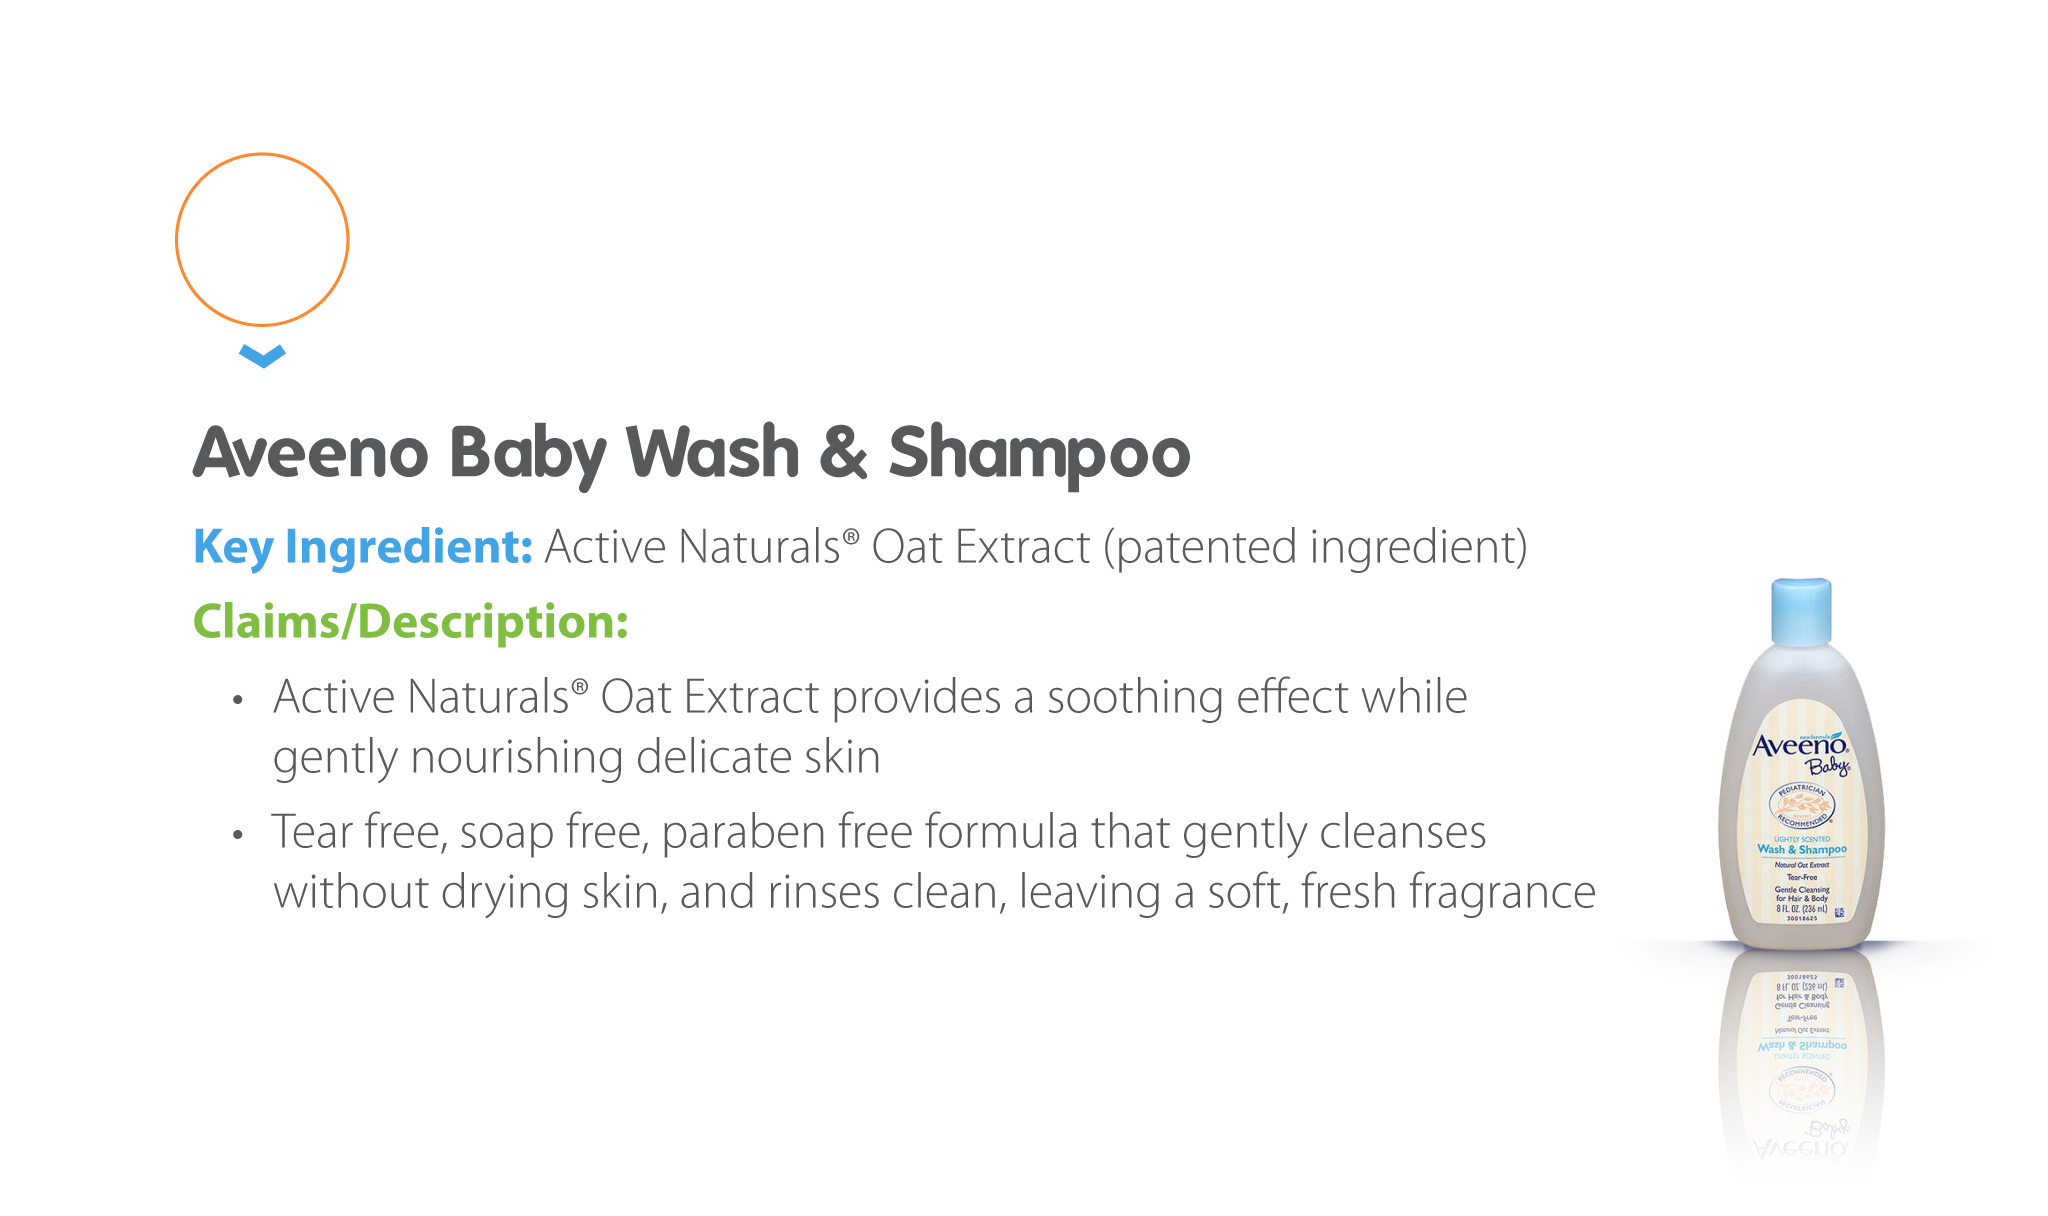 Aveeno Baby Wash & Shampoo
Key Ingredient: Active Naturals® Oat Extract (patented ingredient)
Claims/Description:
• Active Naturals® Oat Extract provides a soothing effect while
gently nourishing delicate skin
• Tear free, soap free, paraben free formula that gently cleanses
without drying skin, and rinses clean, leaving a soft, fresh fragrance
new formula
Aveeno®
Baby®
PEDIATRICIAN
RECOMMENDED®
LIGHTLY SCENTED
Wash & Shampoo
Natural Oat Extract
Tear-Free
Gentle Cleansing
for Hair & Body
8 FL. OZ. (236 mL)
30018625